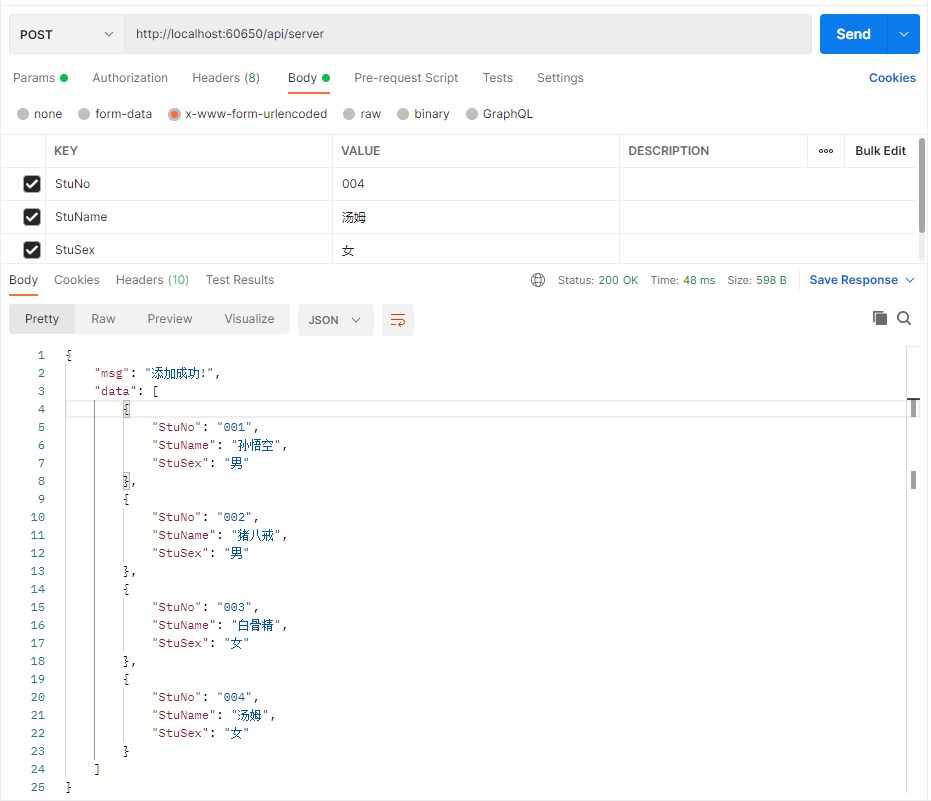 POST http://localhost:60650/api/server Send
Params Authorization Headers (8) Body Pre-request Script Tests Settings Cookies
none form-data x-www-form-urlencoded raw binary GraphQL
KEY VALUE DESCRIPTION ooo Bulk Edit
StuNo 004
StuName 汤姆
StuSex 女
Body Cookies Headers (10) Test Results Status: 200 OK Time: 48 ms Size: 598 B Save Response
Pretty Raw Preview Visualize JSON
1 {
2 "msg": "添加成功!",
3 "data": [
4 {
5 "StuNo": "001",
6 "StuName": "孙悟空",
7 "StuSex": "男"
8 },
9 {
10 "StuNo": "002",
11 "StuName": "猪八戒",
12 "StuSex": "男"
13 },
14 {
15 "StuNo": "003",
16 "StuName": "白骨精",
17 "StuSex": "女"
18 },
19 {
20 "StuNo": "004",
21 "StuName": "汤姆",
22 "StuSex": "女"
23 }
24 ]
25 }